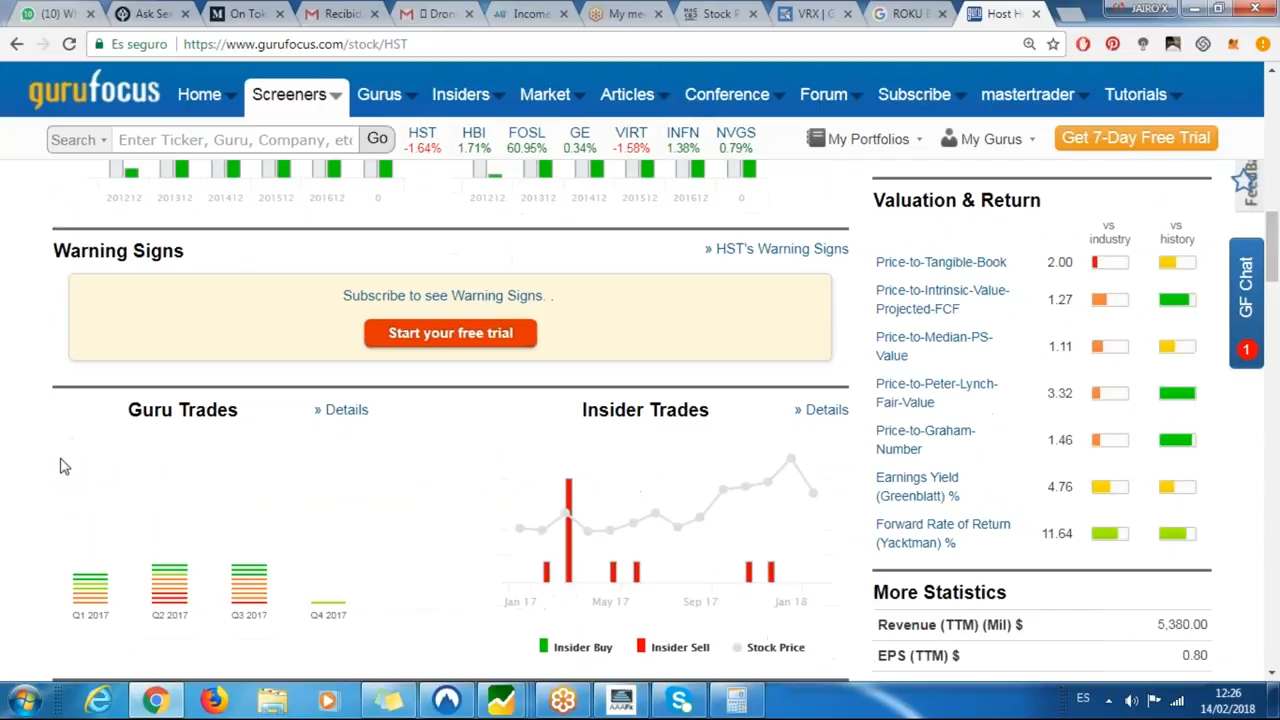 (10) WI
Ask Se
On Tok
Recibid
Dron
Income
My me
Stock P
VRX | G
ROKU E
Host H
JAIRO X
Es seguro
https://www.gurufocus.com/stock/HST
gurufocus
Home
Screeners
Gurus
Insiders
Market
Articles
Conference
Forum
Subscribe
mastertrader
Tutorials
Search
Enter Ticker, Guru, Company, etc
Go
HST HBI FOSL GE VIRT INFN NVGS
-1.64% 1.71% 60.95% 0.34% -1.58% 1.38% 0.79%
My Portfolios
My Gurus
Get 7-Day Free Trial
201212 201312 201412 201512 201612 0
201212 201312 201412 201512 201612 0
Warning Signs
» HST's Warning Signs
Subscribe to see Warning Signs. .
Start your free trial
Guru Trades
» Details
Q1 2017 Q2 2017 Q3 2017 Q4 2017
Insider Trades
» Details
Jan 17 May 17 Sep 17 Jan 18
Insider Buy Insider Sell Stock Price
Valuation & Return
vs
industry
vs
history
Price-to-Tangible-Book 2.00
Price-to-Intrinsic-Value-
Projected-FCF 1.27
Price-to-Median-PS-
Value 1.11
Price-to-Peter-Lynch-
Fair-Value 3.32
Price-to-Graham-
Number 1.46
Earnings Yield
(Greenblatt) % 4.76
Forward Rate of Return
(Yacktman) % 11.64
More Statistics
Revenue (TTM) (Mil) $ 5,380.00
EPS (TTM) $ 0.80
GF Chat
1
ES
12:26
14/02/2018